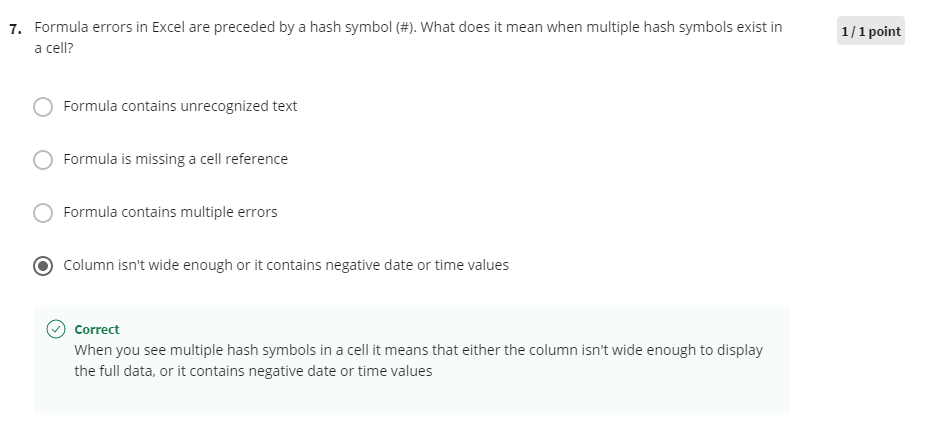 7. Formula errors in Excel are preceded by a hash symbol (#). What does it mean when multiple hash symbols exist in
a cell?
1 / 1 point
Formula contains unrecognized text
Formula is missing a cell reference
Formula contains multiple errors
Column isn't wide enough or it contains negative date or time values
Correct
When you see multiple hash symbols in a cell it means that either the column isn't wide enough to display
the full data, or it contains negative date or time values